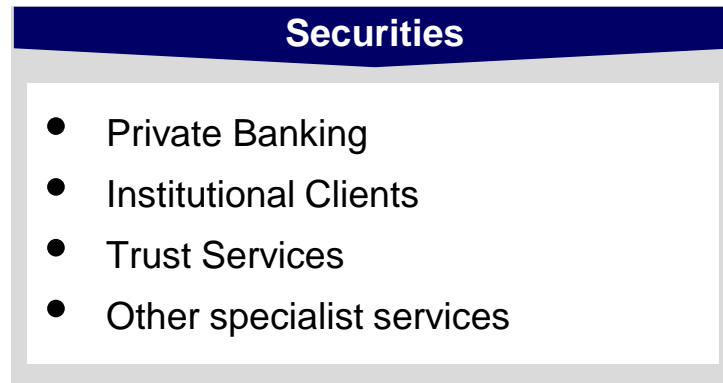 Securities
• Private Banking
• Institutional Clients
• Trust Services
• Other specialist services